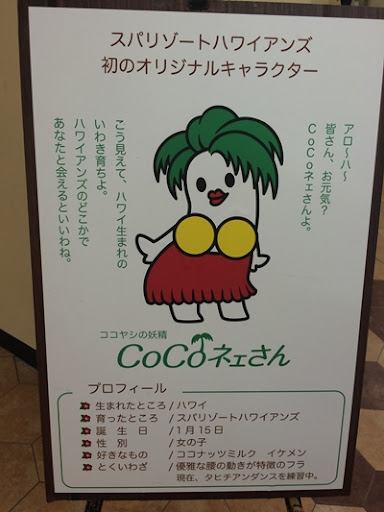 スパリゾートハワイアンズ
初のオリジナルキャラクター
アロ〜ハ〜
皆さん、お元気?
CoCoネェさんよ。
こう見えて、ハワイ生まれの
いわき育ちよ。
ハワイアンズのどこかで
あなたと会えるといいわね。
ココヤシの妖精
CoCoネェさん
プロフィール
生まれたところ/ハワイ
育ったところ/スパリゾートハワイアンズ
誕生日/1月15日
性別/女の子
好きなもの/ココナッツミルク イケメン
とくいわざ/優雅な腰の動きが特徴のフラ
現在、タヒチアンダンスを練習中。